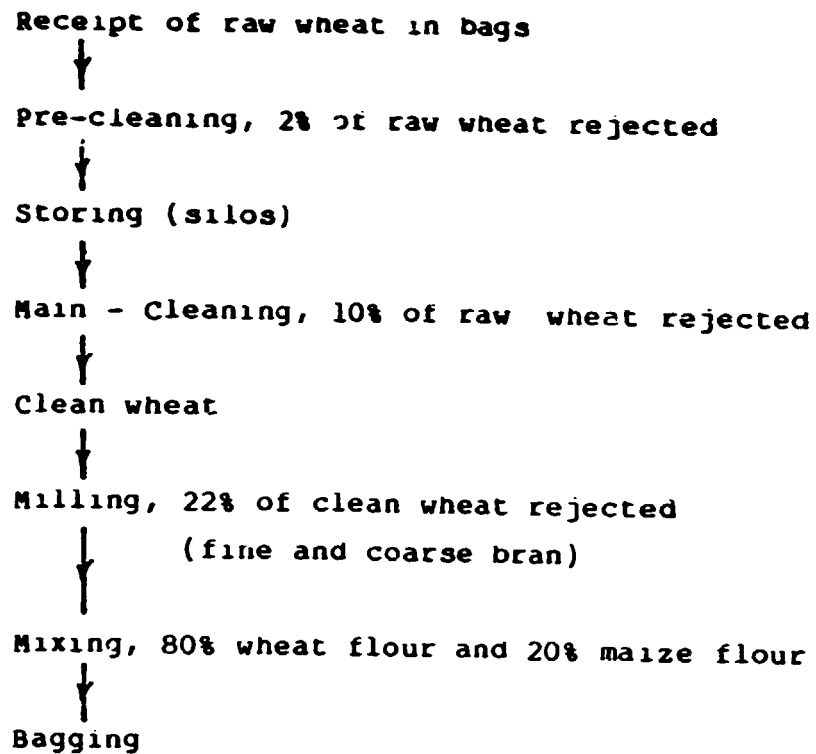 Receipt of raw wheat in bags
Pre-cleaning, 2% of raw wheat rejected
Storing (silos)
Main - Cleaning, 10% of raw wheat rejected
Clean wheat
Milling, 22% of clean wheat rejected
(fine and coarse bran)
Mixing, 80% wheat flour and 20% maize flour
Bagging